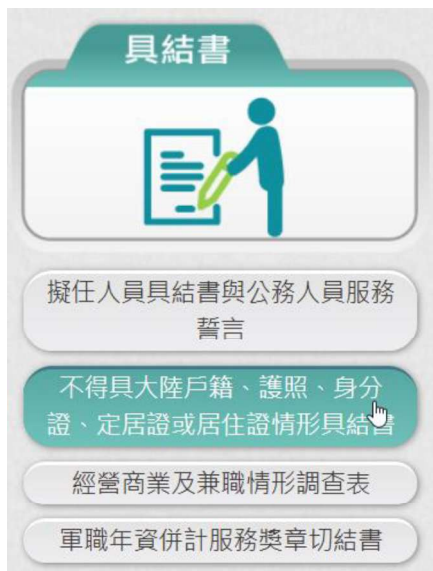 具結書
擬任人員具結書與公務人員服務
誓言
不得具大陸戶籍、護照、身分
證、定居證或居住證情形具結書
經營商業及兼職情形調查表
軍職年資併計服務獎章切結書